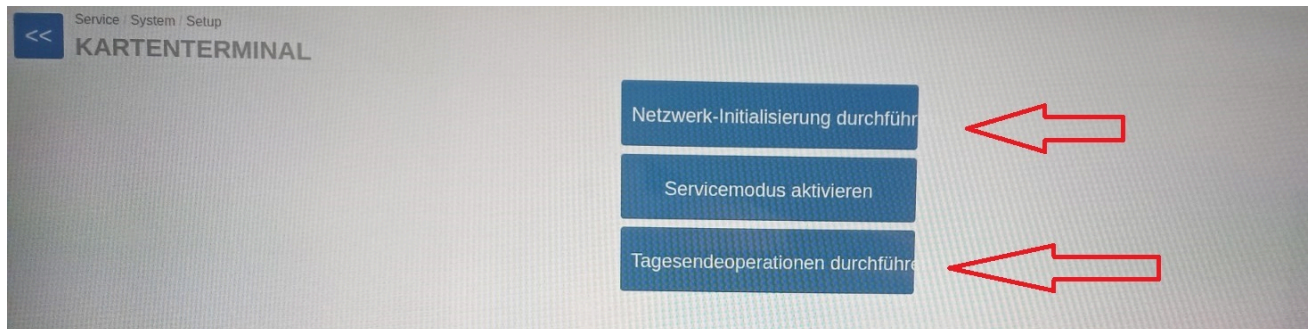 <<
Service / System / Setup
KARTENTERMINAL
Netzwerk-Initialisierung durchführ
Servicemodus aktivieren
Tagesendeoperationen durchführe